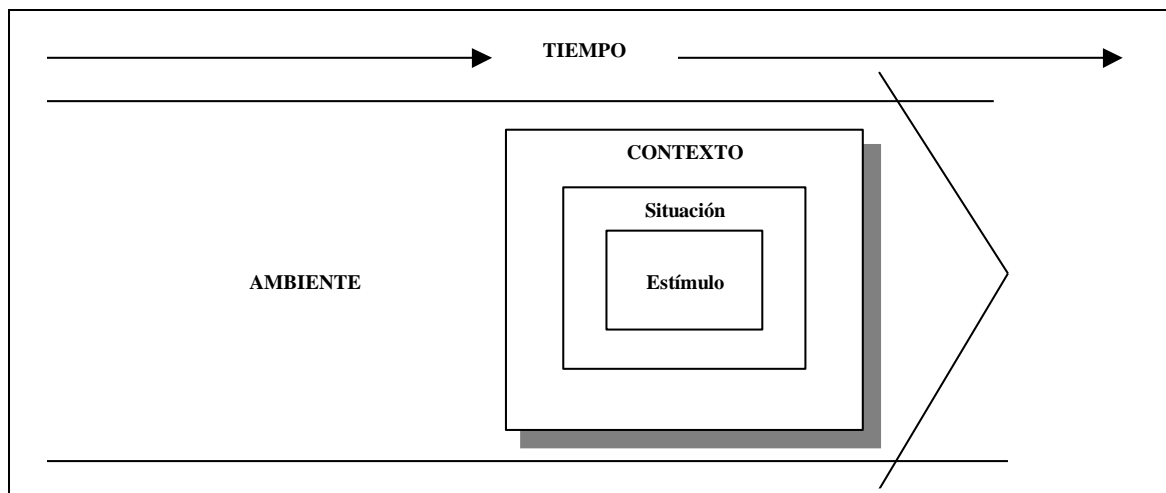 TIEMPO
CONTEXTO
Situación
AMBIENTE
Estímulo